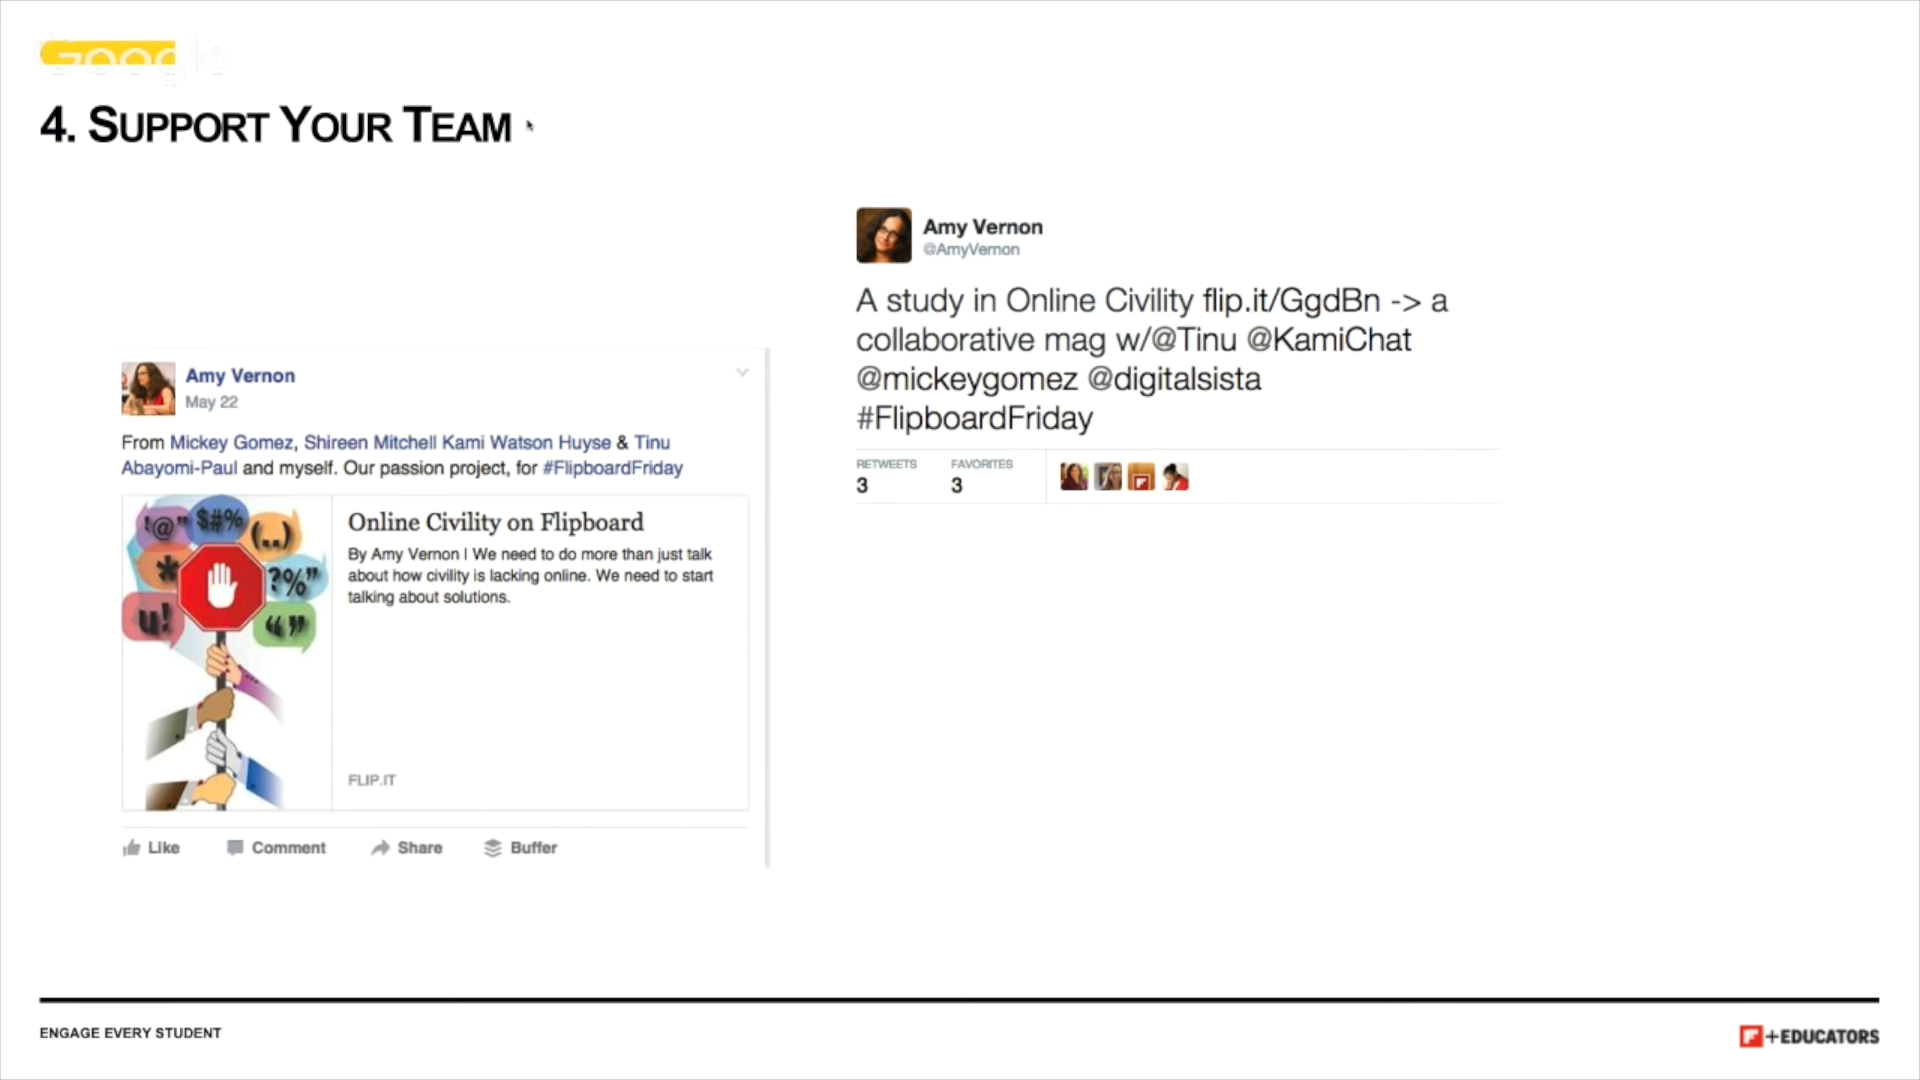 Google
4. SUPPORT YOUR TEAM
Amy Vernon
@AmyVernon
A study in Online Civility flip.it/GgdBn -> a
collaborative mag w/@Tinu @KamiChat
@mickeygomez @digitalsista
#FlipboardFriday
RETWEETS FAVORITES
3 3
Amy Vernon
May 22
From Mickey Gomez, Shireen Mitchell Kami Watson Huyse & Tinu
Abayomi-Paul and myself. Our passion project, for #FlipboardFriday
!@" $#% (..)
* ?%"
u! “”
Online Civility on Flipboard
By Amy Vernon | We need to do more than just talk
about how civility is lacking online. We need to start
talking about solutions.
FLIP.IT
Like Comment Share Buffer
ENGAGE EVERY STUDENT
+EDUCATORS